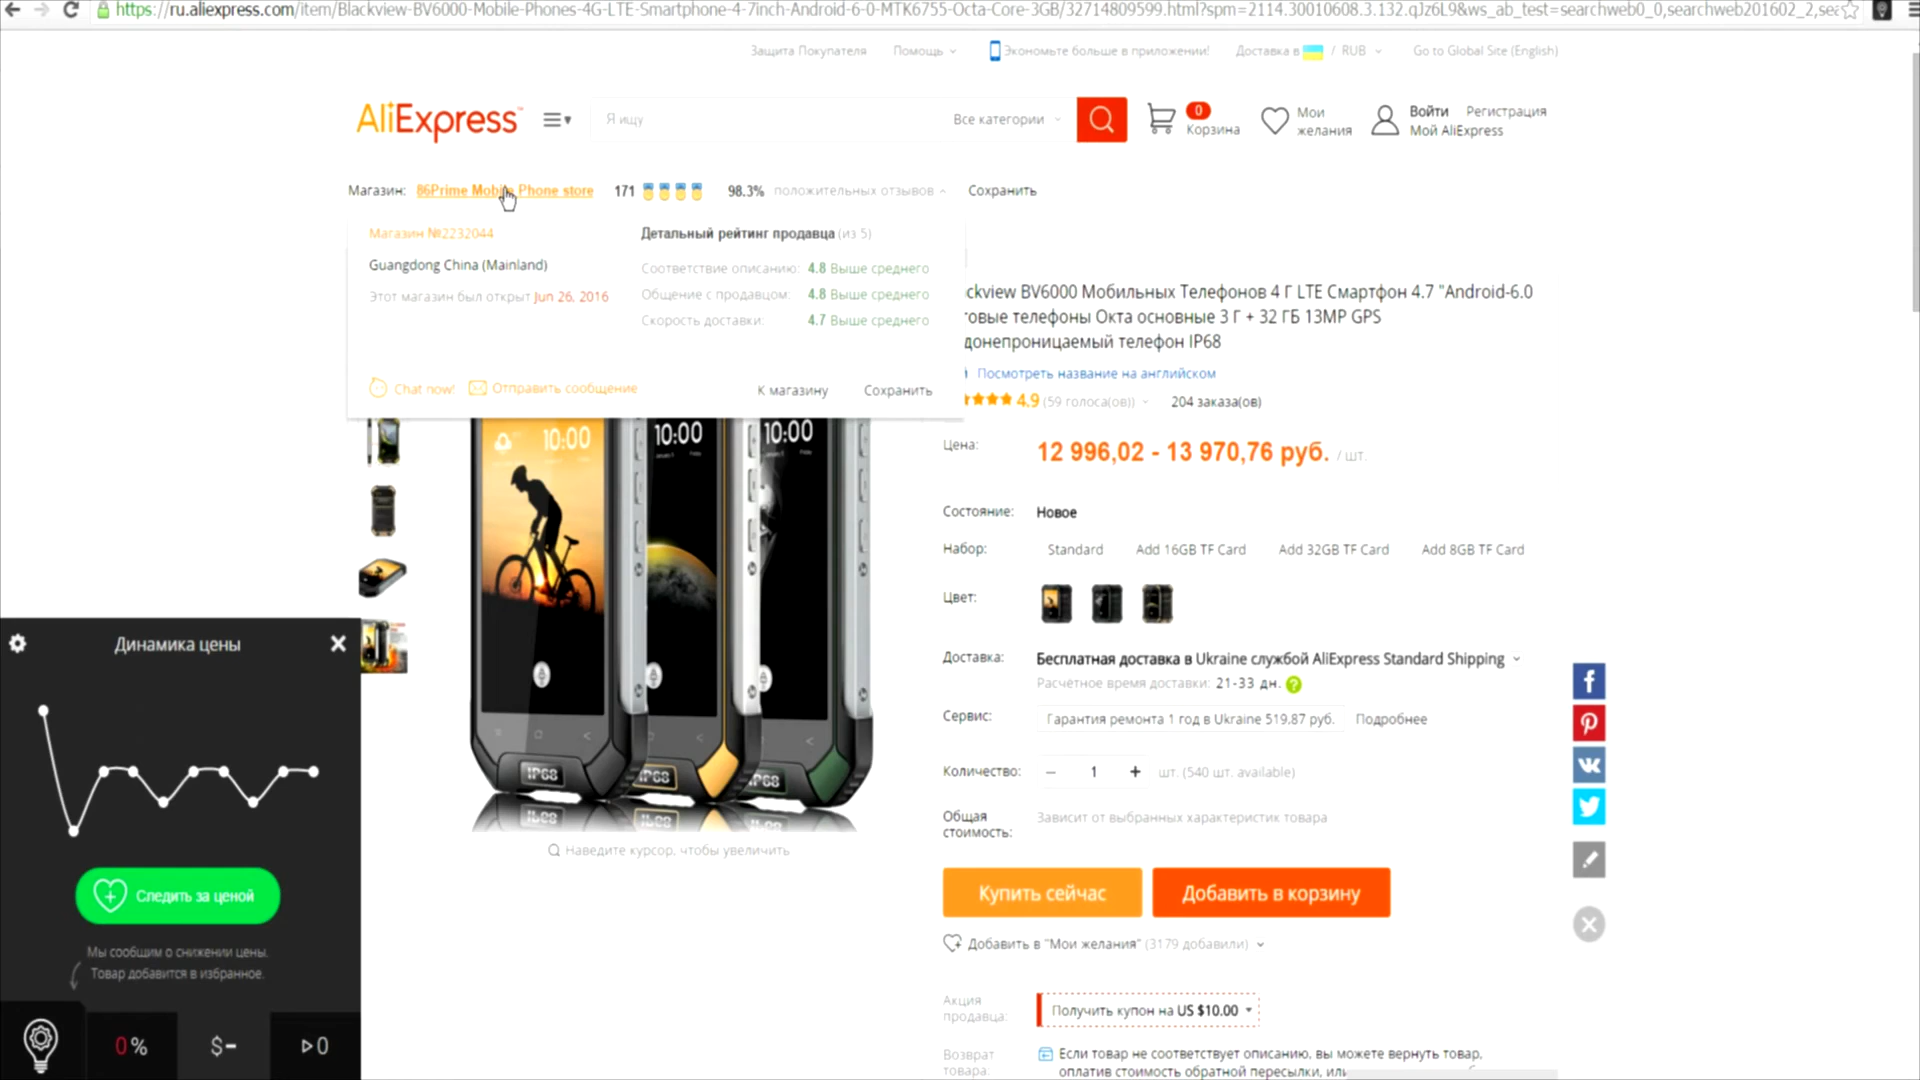 https://ru.aliexpress.com/item/Blackview-BV6000-Mobile-Phones-4G-LTE-Smartphone-4-7inch-Android-6-0-MTK6755-Octa-Core-3GB/32714809599.html?spm=2114.30010608.3.132.qJz6L9&ws_ab_test=searchweb0_0,searchweb201602_2,sea
Защита Покупателя Помощь Экономьте больше в приложении! Доставка в / RUB Go to Global Site (English)
AliExpress Я ищу Все категории 0 Корзина Мои желания Войти Регистрация
Мой AliExpress
Магазин: 86Prime Mobile Phone store 171 98.3% положительных отзывов Сохранить
Магазин №2232044 Детальный рейтинг продавца (из 5)
Guangdong China (Mainland) Соответствие описанию: 4.8 Выше среднего
Этот магазин был открыт Jun 26, 2016 Общение с продавцом: 4.8 Выше среднего
Скорость доставки: 4.7 Выше среднего
Chat now! Отправить сообщение К магазину Сохранить
ckview BV6000 Мобильных Телефонов 4 Г LTE Смартфон 4.7 "Android-6.0
товые телефоны Окта основные 3 Г + 32 ГБ 13MP GPS
донепроницаемый телефон IP68
Посмотреть название на английском
4.9 (59 голоса(ов)) 204 заказа(ов)
Цена: 12 996,02 - 13 970,76 руб. / шт.
Состояние: Новое
Набор: Standard Add 16GB TF Card Add 32GB TF Card Add 8GB TF Card
Цвет:
Доставка: Бесплатная доставка в Ukraine службой AliExpress Standard Shipping
Расчётное время доставки: 21-33 дн. ?
Сервис: Гарантия ремонта 1 год в Ukraine 519,87 руб. Подробнее
Количество: − 1 + шт. (540 шт. available)
Общая стоимость: Зависит от выбранных характеристик товара
Купить сейчас Добавить в корзину
Добавить в "Мои желания" (3179 добавили)
Акция продавца: Получить купон на US $10.00
Возврат товара: Если товар не соответствует описанию, вы можете вернуть товар,
оплатив стоимость обратной пересылки, или
10:00 10:00 10:00
IP68 IP68 IP68
Наведите курсор, чтобы увеличить
Динамика цены
Следить за ценой
Мы сообщим о снижении цены.
Товар добавится в избранное.
0% $- 0